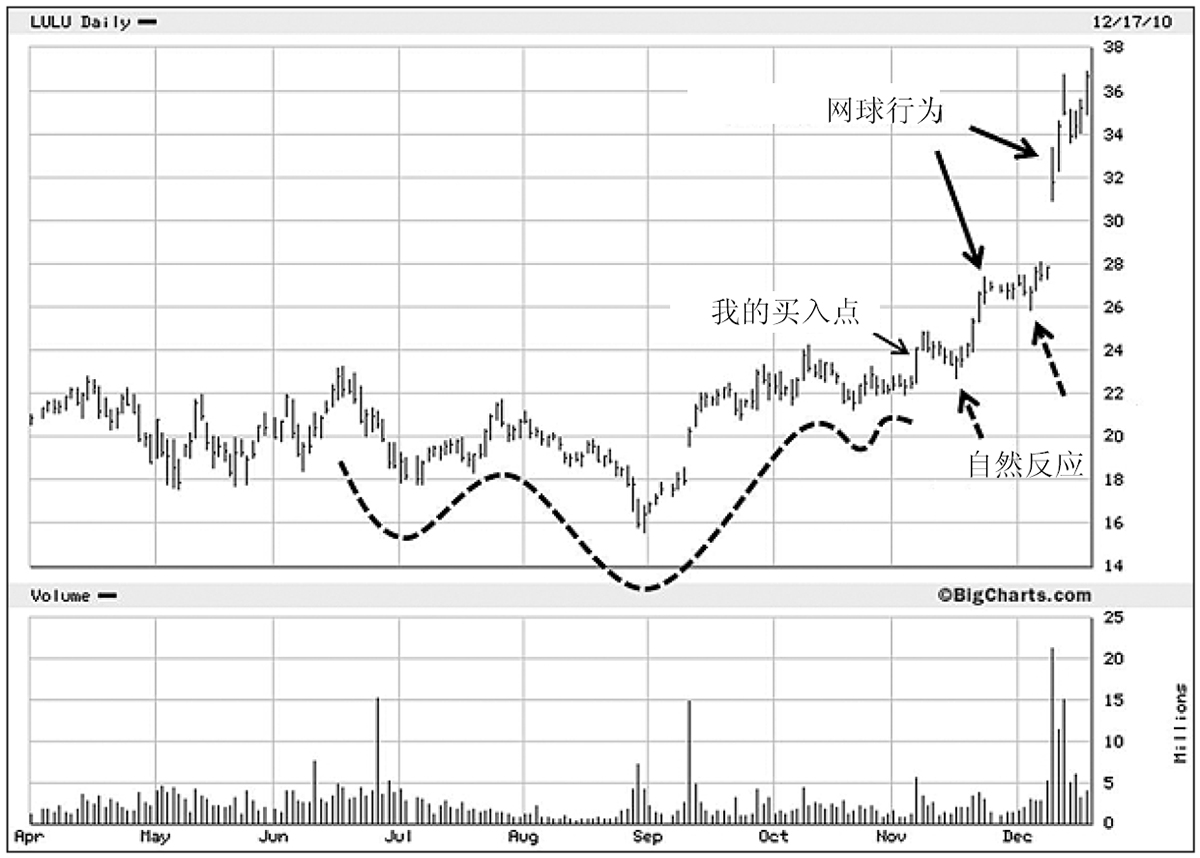 LULU Daily
12/17/10
38
36
网球行为
34
32
30
28
我的买入点
26
24
22
20
自然反应
18
16
14
Volume
©BigCharts.com
25
20
15
10
5
0
Millions
Apr May Jun Jul Aug Sep Oct Nov Dec